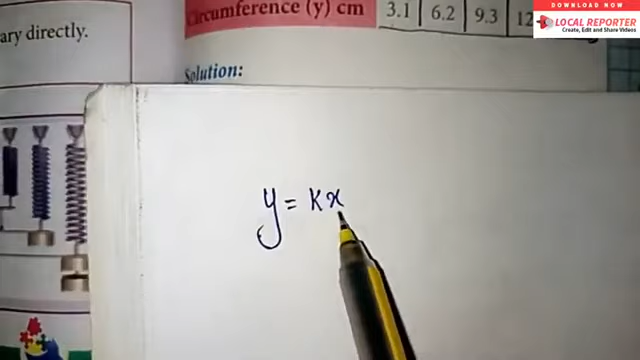 ary directly.
Circumference (y) cm 3.1 6.2 9.3 12
Solution:
y = kx
DOWNLOAD NOW
LOCAL REPORTER
Create, Edit and Share Videos